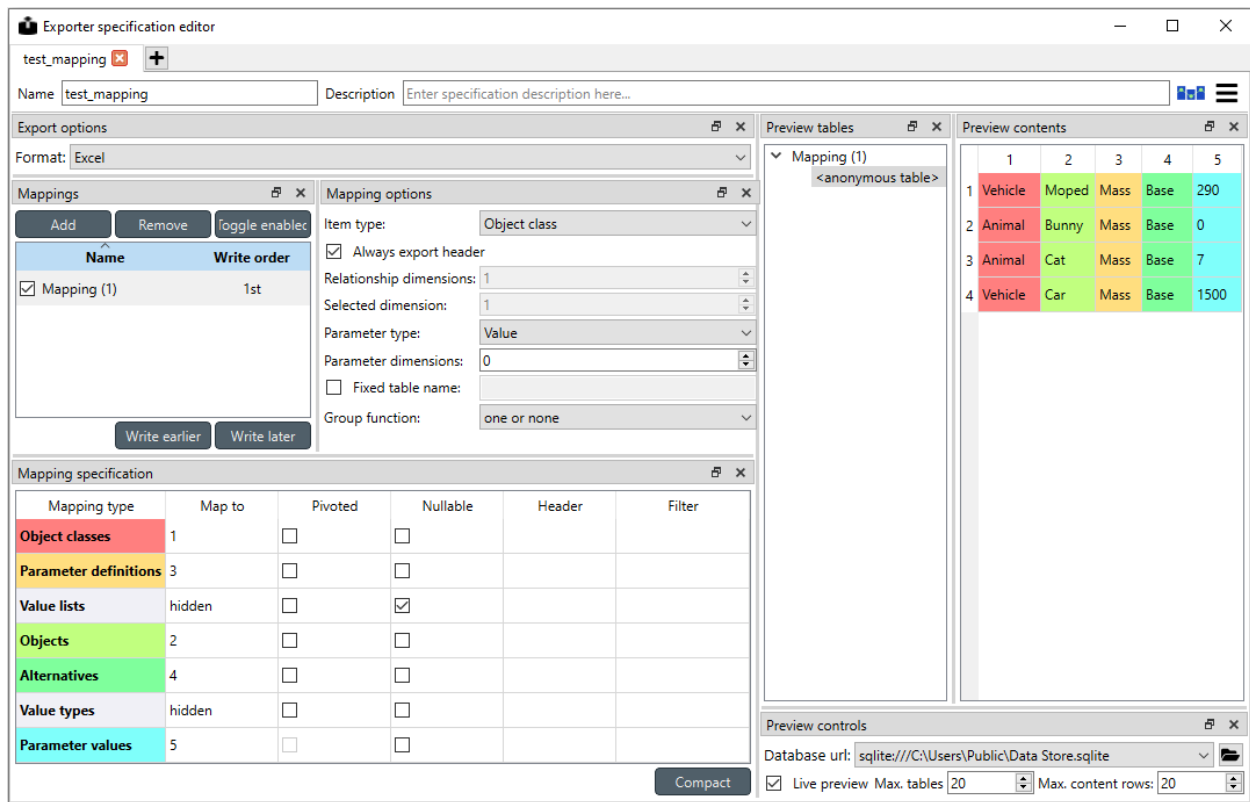 Exporter specification editor
test_mapping
Name test_mapping Description Enter specification description here...
Export options
Format: Excel
Mappings
Add Remove Toggle enabled
Name Write order
Mapping (1) 1st
Write earlier Write later
Mapping options
Item type: Object class
Always export header
Relationship dimensions: 1
Selected dimension: 1
Parameter type: Value
Parameter dimensions: 0
Fixed table name:
Group function: one or none
Mapping specification
Mapping type Map to Pivoted Nullable Header Filter
Object classes 1
Parameter definitions 3
Value lists hidden
Objects 2
Alternatives 4
Value types hidden
Parameter values 5
Compact
Preview tables
Mapping (1)
<anonymous table>
Preview contents
1 2 3 4 5
1 Vehicle Moped Mass Base 290
2 Animal Bunny Mass Base 0
3 Animal Cat Mass Base 7
4 Vehicle Car Mass Base 1500
Preview controls
Database url: sqlite:///C:\Users\Public\Data Store.sqlite
Live preview Max. tables 20 Max. content rows: 20